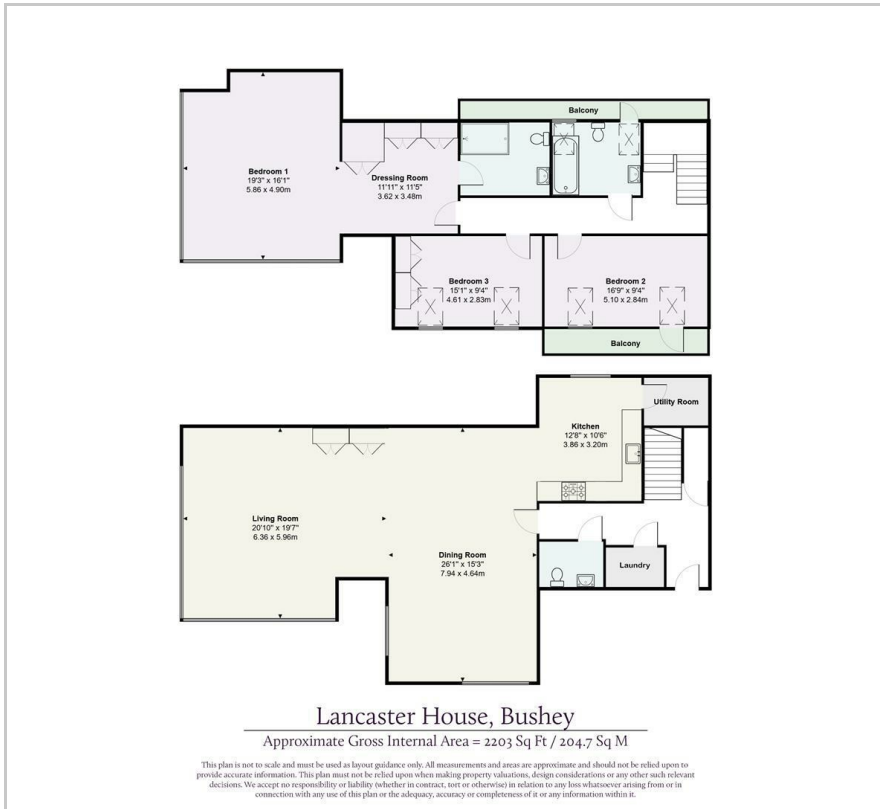 Balcony
Bedroom 1
19'3" x 16'1"
5.86 x 4.90m
Dressing Room
11'11" x 11'5"
3.62 x 3.48m
Bedroom 3
15'1" x 9'4"
4.61 x 2.83m
Bedroom 2
16'9" x 9'4"
5.10 x 2.84m
Balcony
Utility Room
Kitchen
12'8" x 10'6"
3.86 x 3.20m
Living Room
20'10" x 19'7"
6.36 x 5.96m
Dining Room
26'1" x 15'3"
7.94 x 4.64m
Laundry
Lancaster House, Bushey
Approximate Gross Internal Area = 2203 Sq Ft / 204.7 Sq M
This plan is not to scale and must be used as layout guidance only. All measurements and areas are approximate and should not be relied upon to
provide accurate information. This plan must not be relied upon when making property valuations, design considerations or any other such relevant
decisions. We accept no responsibility or liability (whether in contract, tort or otherwise) in relation to any loss whatsoever arising from or in
connection with any use of this plan or the adequacy, accuracy or completeness of it or any information within it.